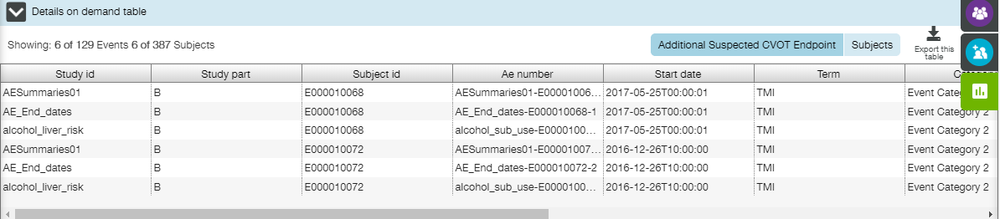 Details on demand table
Showing: 6 of 129 Events 6 of 387 Subjects
Additional Suspected CVOT Endpoint Subjects
Export this
table
Study id Study part Subject id Ae number Start date Term
AESummaries01 B E000010068 AESummaries01-E00001006... 2017-05-25T00:00:01 TMI Event
AE_End_dates B E000010068 AE_End_dates-E000010068-1 2017-05-25T00:00:01 TMI Event Category 2
alcohol_liver_risk B E000010068 alcohol_sub_use-E0000100... 2017-05-25T00:00:01 TMI Event Category 2
AESummaries01 B E000010072 AESummaries01-E00001007... 2016-12-26T10:00:00 TMI Event Category 2
AE_End_dates B E000010072 AE_End_dates-E000010072-2 2016-12-26T10:00:00 TMI Event Category 2
alcohol_liver_risk B E000010072 alcohol_sub_use-E0000100... 2016-12-26T10:00:00 TMI Event Category 2